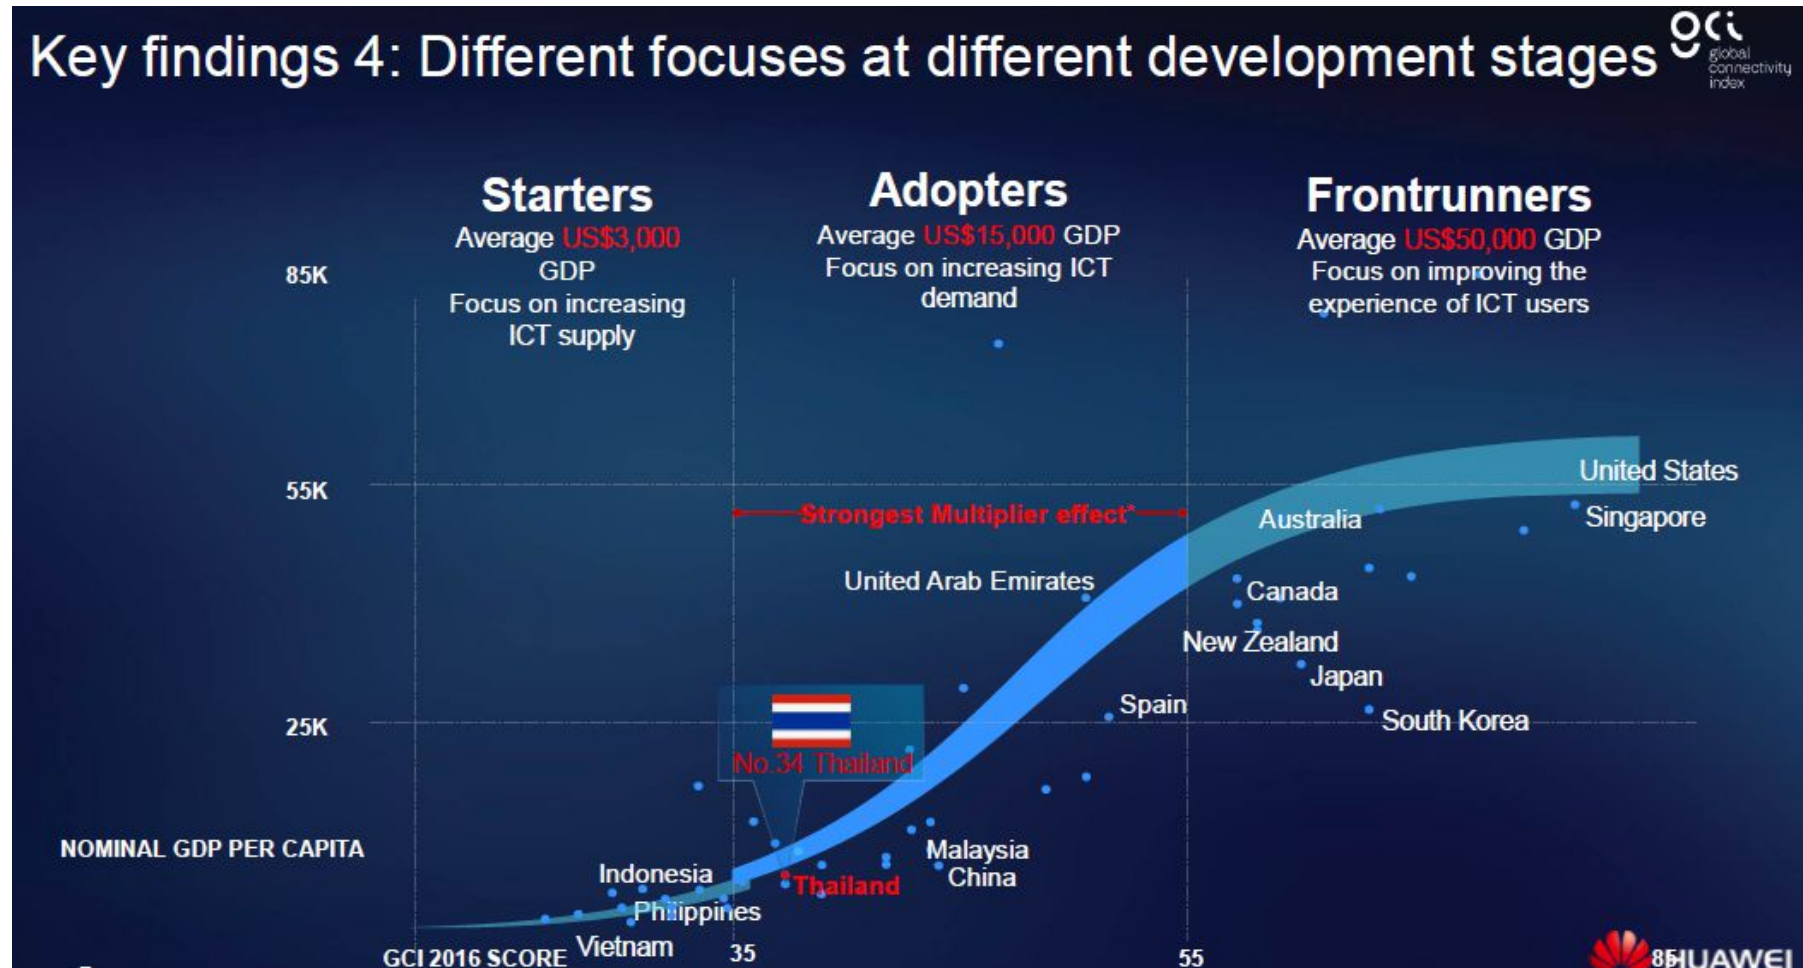 Key findings 4: Different focuses at different development stages
gci
global
connectivity
index
Starters
Average US$3,000
GDP
Focus on increasing
ICT supply
Adopters
Average US$15,000 GDP
Focus on increasing ICT
demand
Frontrunners
Average US$50,000 GDP
Focus on improving the
experience of ICT users
85K
55K
Strongest Multiplier effect*
United States
Australia
Singapore
United Arab Emirates
Canada
New Zealand
Japan
Spain
South Korea
25K
No.34 Thailand
NOMINAL GDP PER CAPITA
Malaysia
China
Indonesia
Thailand
Philippines
Vietnam
GCI 2016 SCORE
35
55
85
HUAWEI